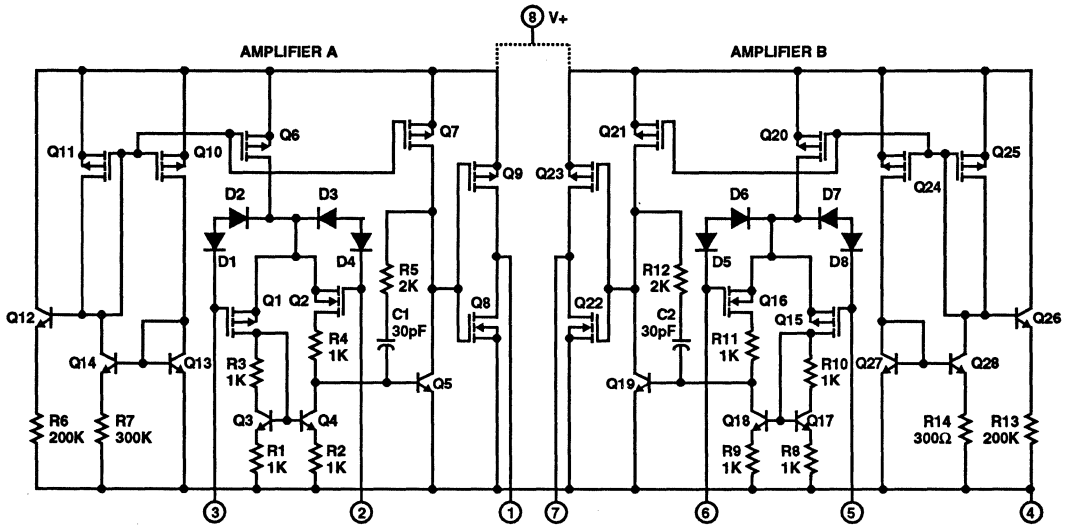 8 V+
AMPLIFIER A
AMPLIFIER B
Q11
Q10
Q6
Q7
Q9
Q21
Q23
Q20
Q24
Q25
D2
D3
D1
D4
D6
D7
D5
D8
Q1
Q2
R5
2K
C1
30pF
Q8
R12
2K
C2
30pF
Q22
Q16
Q15
Q12
Q14
Q13
R3
1K
R4
1K
Q5
Q19
R11
1K
R10
1K
Q27
Q28
Q26
R6
200K
R7
300K
Q3
Q4
R1
1K
R2
1K
Q18
Q17
R9
1K
R8
1K
R14
300Ω
R13
200K
3
2
1
7
6
5
4